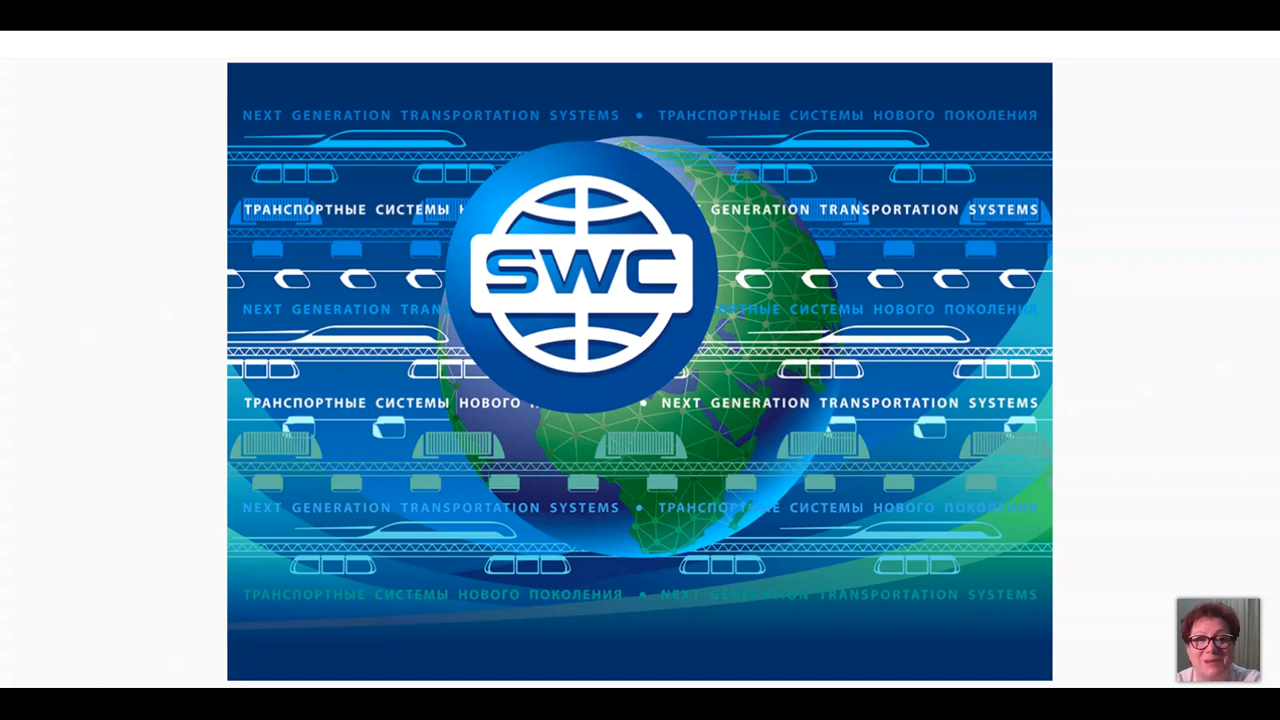 NEXT GENERATION TRANSPORTATION SYSTEMS • ТРАНСПОРТНЫЕ СИСТЕМЫ НОВОГО ПОКОЛЕНИЯ
ТРАНСПОРТНЫЕ СИСТЕМЫ GENERATION TRANSPORTATION SYSTEMS
SWC
NEXT GENERATION СИСТЕМЫ НОВОГО ПОКОЛЕНИЯ
ТРАНСПОРТНЫЕ СИСТЕМЫ НОВОГО • NEXT GENERATION TRANSPORTATION SYSTEMS
NEXT GENERATION TRANSPORTATION SYSTEMS • ТРАНСПОРТНЫЕ СИСТЕМЫ НОВОГО ПОКОЛЕНИЯ
ТРАНСПОРТНЫЕ СИСТЕМЫ НОВОГО ПОКОЛЕНИЯ • NEXT GENERATION TRANSPORTATION SYSTEMS